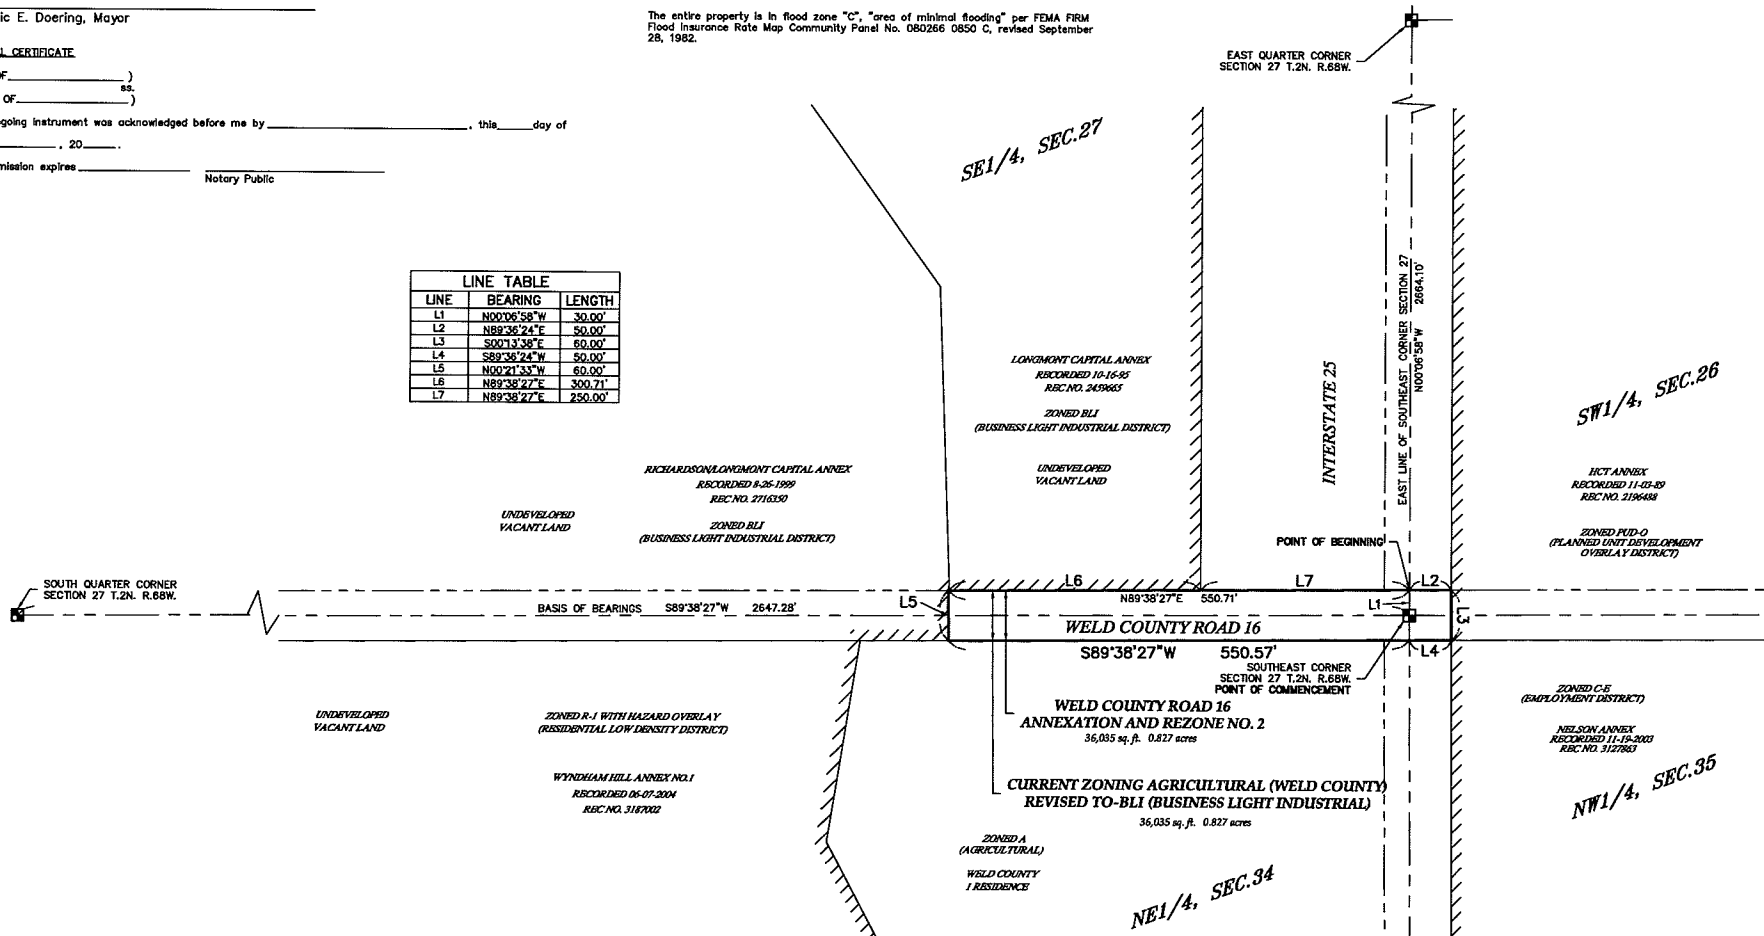 ic E. Doering, Mayor
L CERTIFICATE
F )
ss.
OF )
going instrument was acknowledged before me by , this day of
, 20 .
mission expires
Notary Public
The entire property is in flood zone "C", "area of minimal flooding" per FEMA FIRM
Flood Insurance Rate Map Community Panel No. 080266 0850 C, revised September
28, 1982.
EAST QUARTER CORNER
SECTION 27 T.2N. R.68W.
SE1/4, SEC.27
LINE TABLE
LINE BEARING LENGTH
L1 N00°06'58"W 30.00'
L2 N89°36'24"E 50.00'
L3 S00°13'38"E 60.00'
L4 S89°36'24"W 50.00'
L5 N00°21'33"W 60.00'
L6 N89°38'27"E 300.71'
L7 N89°38'27"E 250.00'
LONGMONT CAPITAL ANNEX
RECORDED 10-16-95
REC NO. 2459665
ZONED BLI
(BUSINESS LIGHT INDUSTRIAL DISTRICT)
UNDEVELOPED
VACANT LAND
INTERSTATE 25
EAST LINE OF SOUTHEAST CORNER SECTION 27
N00°06'58"W 2664.10'
SW1/4, SEC.26
RICHARDSON/LONGMONT CAPITAL ANNEX
RECORDED 8-26-1999
REC NO. 2716350
ZONED BLI
(BUSINESS LIGHT INDUSTRIAL DISTRICT)
UNDEVELOPED
VACANT LAND
HCT ANNEX
RECORDED 11-03-89
REC NO. 2196488
ZONED PUD-O
(PLANNED UNIT DEVELOPMENT
OVERLAY DISTRICT)
POINT OF BEGINNING
SOUTH QUARTER CORNER
SECTION 27 T.2N. R.68W.
L6
L7
L2
BASIS OF BEARINGS S89°38'27"W 2647.28'
L5
N89°38'27"E 550.71'
L1
L3
WELD COUNTY ROAD 16
S89°38'27"W 550.57'
L4
SOUTHEAST CORNER
SECTION 27 T.2N. R.68W.
POINT OF COMMENCEMENT
WELD COUNTY ROAD 16
ANNEXATION AND REZONE NO. 2
36,035 sq. ft. 0.827 acres
UNDEVELOPED
VACANT LAND
ZONED R-1 WITH HAZARD OVERLAY
(RESIDENTIAL LOW DENSITY DISTRICT)
WYNDHAM HILL ANNEX NO.1
RECORDED 06-07-2004
REC NO. 3187002
CURRENT ZONING AGRICULTURAL (WELD COUNTY)
REVISED TO-BLI (BUSINESS LIGHT INDUSTRIAL)
36,035 sq. ft. 0.827 acres
ZONED C-E
(EMPLOYMENT DISTRICT)
NELSON ANNEX
RECORDED 11-19-2003
REC NO. 3127863
NW1/4, SEC.35
ZONED A
(AGRICULTURAL)
WELD COUNTY
1 RESIDENCE
NE1/4, SEC.34